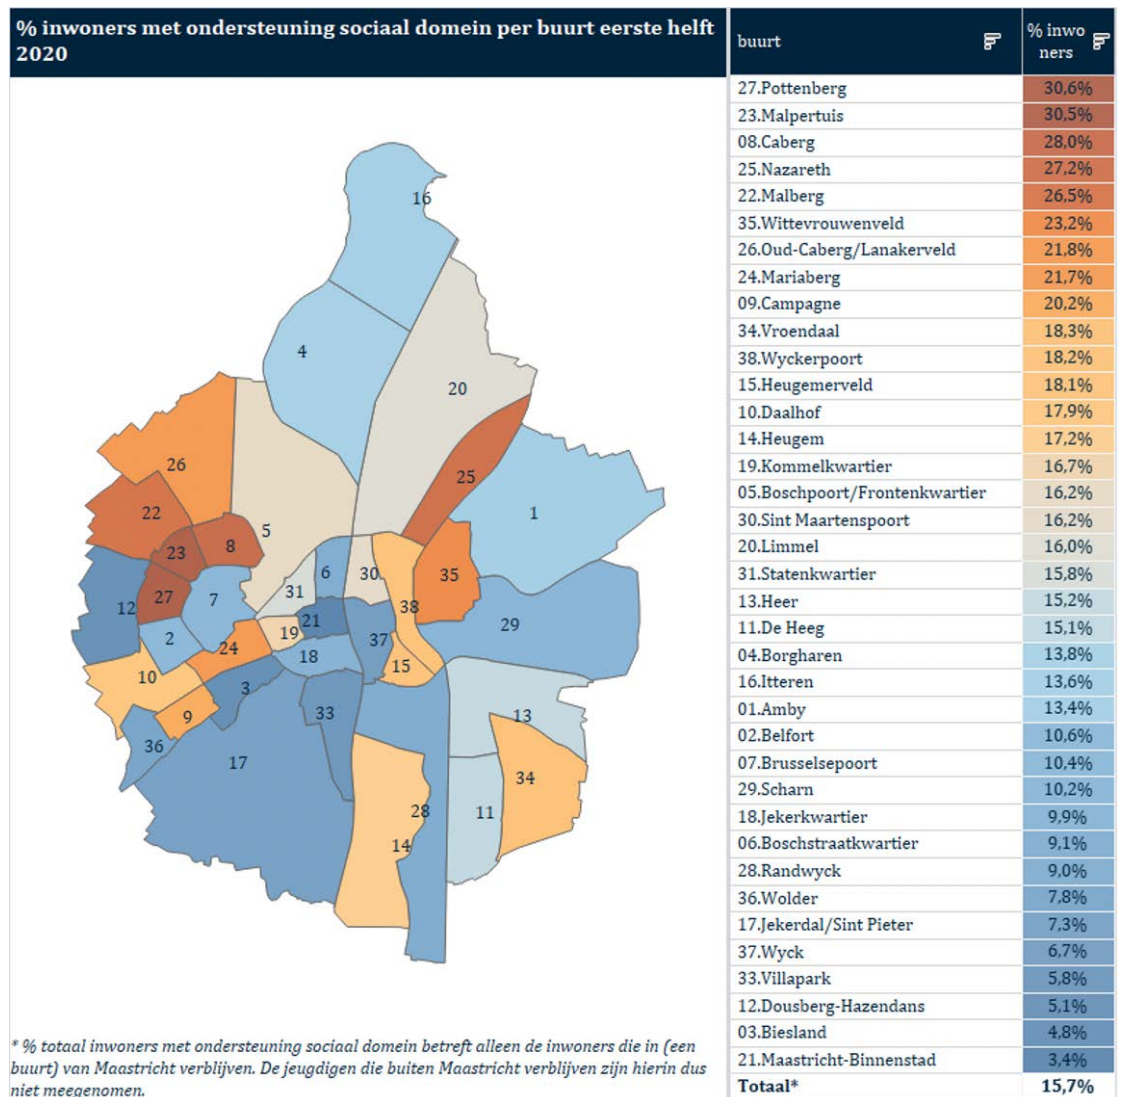 % inwoners met ondersteuning sociaal domein per buurt eerste helft
2020
16
4
20
26
25
22
1
5
23
8
6
30
35
27
31
12
7
38
21
29
2
19
37
24
18
15
10
3
9
33
13
36
17
34
28
11
14
* % totaal inwoners met ondersteuning sociaal domein betreft alleen de inwoners die in (een
buurt) van Maastricht verblijven. De jeugdigen die buiten Maastricht verblijven zijn hierin dus
niet meegenomen.
buurt % inwo
ners
27.Pottenberg 30,6%
23.Malpertuis 30,5%
08.Caberg 28,0%
25.Nazareth 27,2%
22.Malberg 26,5%
35.Wittevrouwenveld 23,2%
26.Oud-Caberg/Lanakerveld 21,8%
24.Mariaberg 21,7%
09.Campagne 20,2%
34.Vroendaal 18,3%
38.Wyckerpoort 18,2%
15.Heugemerveld 18,1%
10.Daalhof 17,9%
14.Heugem 17,2%
19.Kommelkwartier 16,7%
05.Boschpoort/Frontenkwartier 16,2%
30.Sint Maartenspoort 16,2%
20.Limmel 16,0%
31.Statenkwartier 15,8%
13.Heer 15,2%
11.De Heeg 15,1%
04.Borgharen 13,8%
16.Itteren 13,6%
01.Amby 13,4%
02.Belfort 10,6%
07.Brusselsepoort 10,4%
29.Scharn 10,2%
18.Jekerkwartier 9,9%
06.Boschstraatkwartier 9,1%
28.Randwyck 9,0%
36.Wolder 7,8%
17.Jekerdal/Sint Pieter 7,3%
37.Wyck 6,7%
33.Villapark 5,8%
12.Dousberg-Hazendans 5,1%
03.Biesland 4,8%
21.Maastricht-Binnenstad 3,4%
Totaal* 15,7%